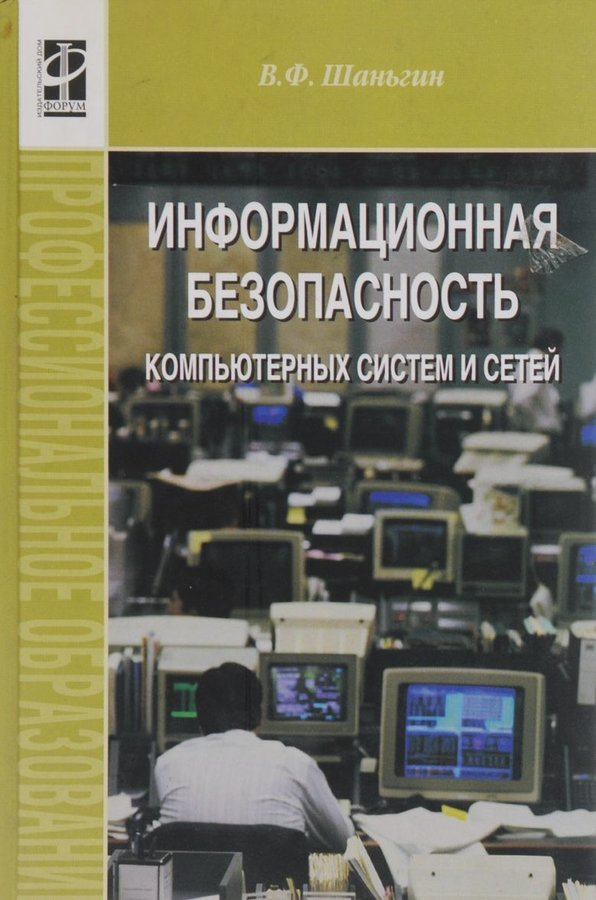 ИЗДАТЕЛЬСКИЙ ДОМ
ФОРУМ
В.Ф. Шаньгин
ИНФОРМАЦИОННАЯ
БЕЗОПАСНОСТЬ
КОМПЬЮТЕРНЫХ СИСТЕМ И СЕТЕЙ
ПРОФЕССИОНАЛЬНОЕ ОБРАЗОВАНИ